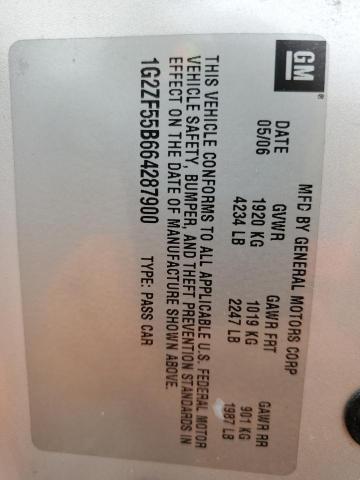 GM
MFD BY GENERAL MOTORS CORP
DATE GVWR GAWR FRT GAWR RR
05/06 1920 KG 1019 KG 901 KG
4234 LB 2247 LB 1987 LB
THIS VEHICLE CONFORMS TO ALL APPLICABLE U.S. FEDERAL MOTOR
VEHICLE SAFETY, BUMPER, AND THEFT PREVENTION STANDARDS IN
EFFECT ON THE DATE OF MANUFACTURE SHOWN ABOVE.
1G2ZF55B664287900 TYPE: PASS CAR